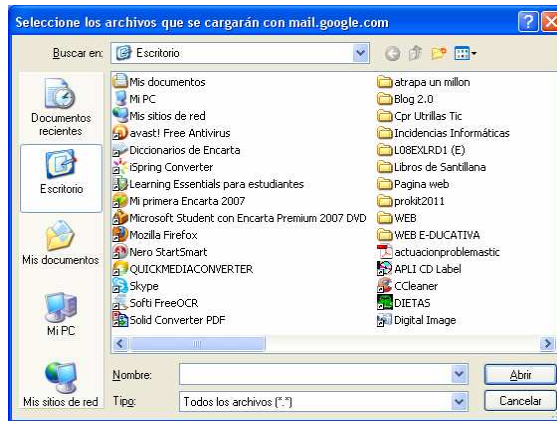 Seleccione los archivos que se cargarán con mail.google.com
Buscar en:
Escritorio
Documentos recientes
Escritorio
Mis documentos
Mi PC
Mis sitios de red
Mis documentos
Mi PC
Mis sitios de red
avast! Free Antivirus
Diccionarios de Encarta
iSpring Converter
Learning Essentials para estudiantes
Mi primera Encarta 2007
Microsoft Student con Encarta Premium 2007 DVD
Mozilla Firefox
Nero StartSmart
QUICKMEDIACONVERTER
Skype
Softi FreeOCR
Solid Converter PDF
atrapa un millon
Blog 2.0
Cpr Utrillas Tic
Incidencias Informáticas
L08EXLRD1 (E)
Libros de Santillana
Pagina web
prokit2011
WEB
WEB E-DUCATIVA
actuacionproblemastic
APLI CD Label
CCleaner
DIETAS
Digital Image
Nombre:
Abrir
Tipo:
Todos los archivos (*.*)
Cancelar